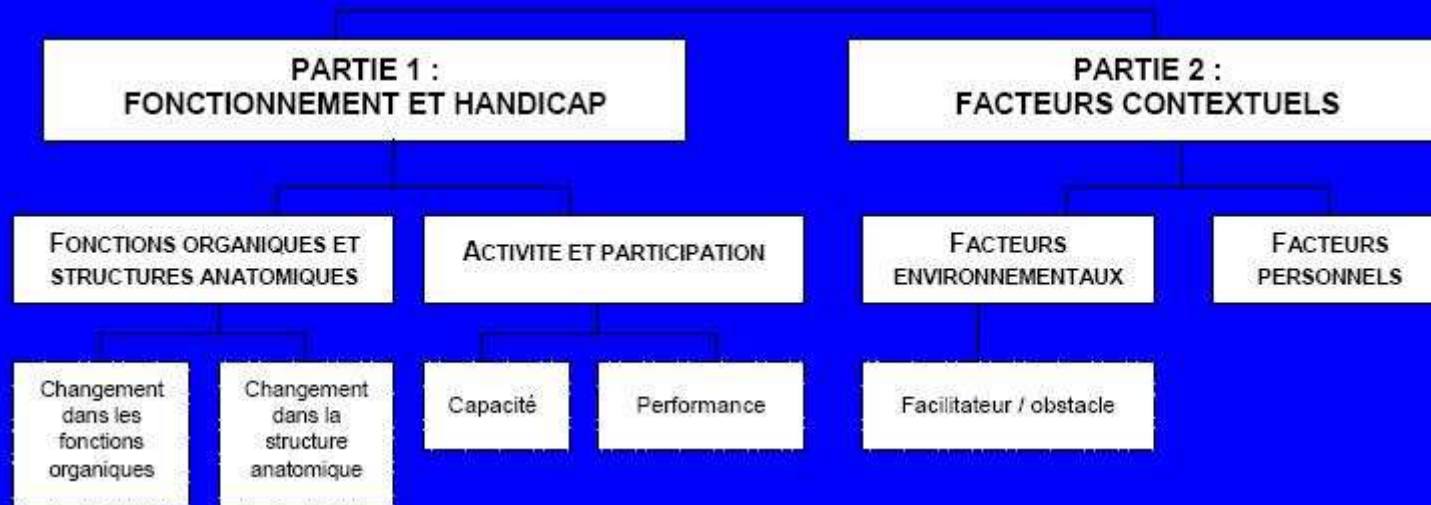 PARTIE 1 :
FONCTIONNEMENT ET HANDICAP
PARTIE 2 :
FACTEURS CONTEXTUELS
FONCTIONS ORGANIQUES ET
STRUCTURES ANATOMIQUES
ACTIVITE ET PARTICIPATION
FACTEURS
ENVIRONNEMENTAUX
FACTEURS
PERSONNELS
Changement
dans les
fonctions
organiques
Changement
dans la
structure
anatomique
Capacité
Performance
Facilitateur / obstacle